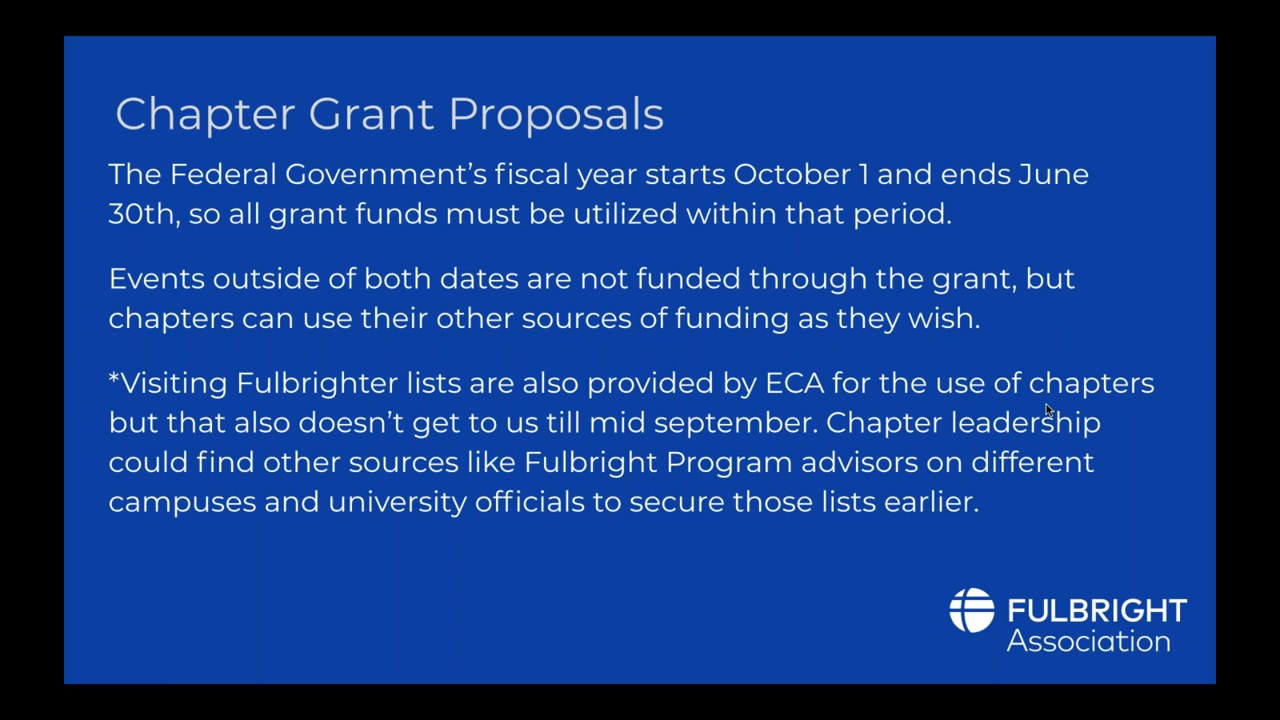 Chapter Grant Proposals
The Federal Government’s fiscal year starts October 1 and ends June
30th, so all grant funds must be utilized within that period.
Events outside of both dates are not funded through the grant, but
chapters can use their other sources of funding as they wish.
*Visiting Fulbrighter lists are also provided by ECA for the use of chapters
but that also doesn’t get to us till mid september. Chapter leadership
could find other sources like Fulbright Program advisors on different
campuses and university officials to secure those lists earlier.
FULBRIGHT
Association